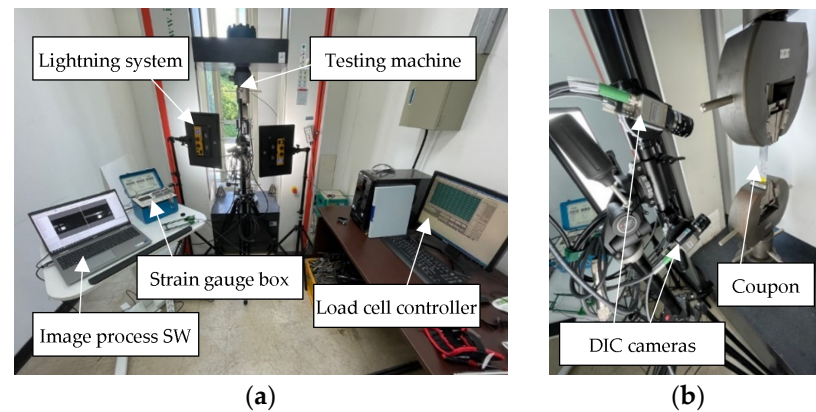 Lightning system
Testing machine
Strain gauge box
Image process SW
Load cell controller
Coupon
DIC cameras
(a)
(b)